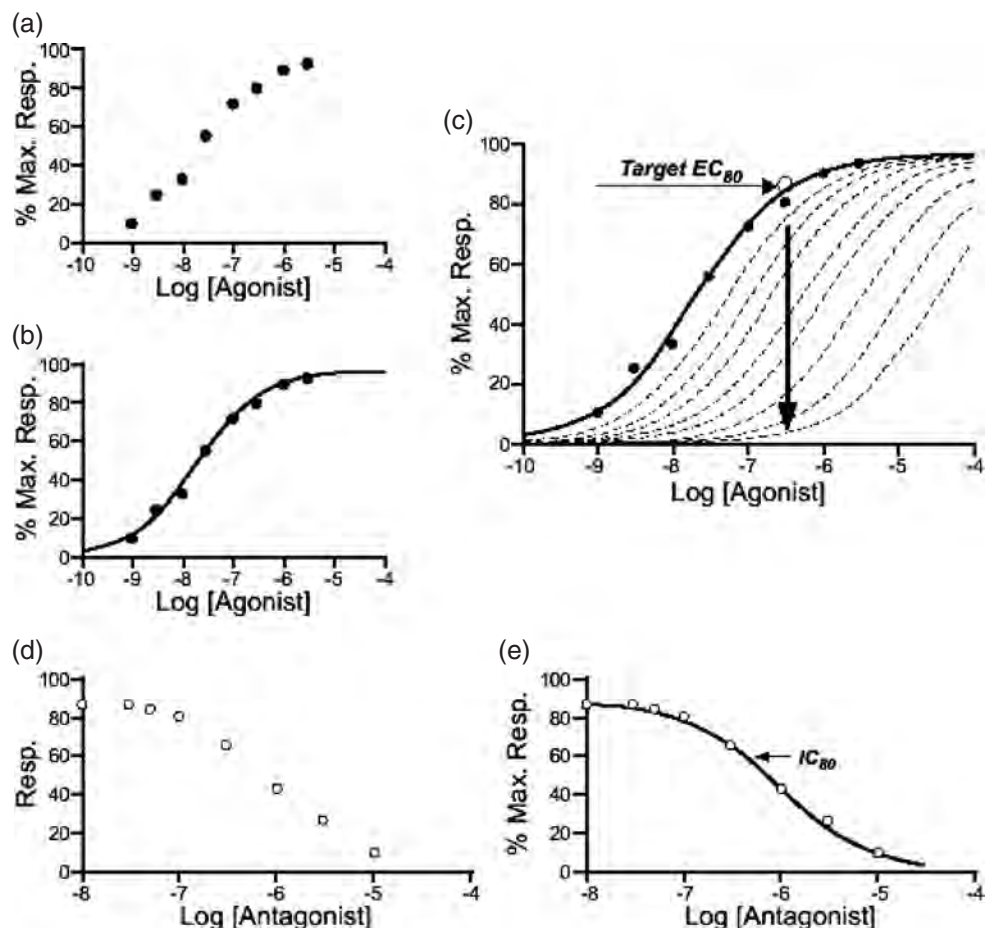 (a)
% Max. Resp.
100
80
60
40
20
0
-10 -9 -8 -7 -6 -5 -4
Log [Agonist]
(b)
% Max. Resp.
100
80
60
40
20
0
-10 -9 -8 -7 -6 -5 -4
Log [Agonist]
(c)
% Max. Resp.
100
80
60
40
20
0
Target EC80
-10 -9 -8 -7 -6 -5 -4
Log [Agonist]
(d)
Resp.
100
80
60
40
20
0
-8 -7 -6 -5 -4
Log [Antagonist]
(e)
% Max. Resp.
100
80
60
40
20
0
IC80
-8 -7 -6 -5 -4
Log [Antagonist]